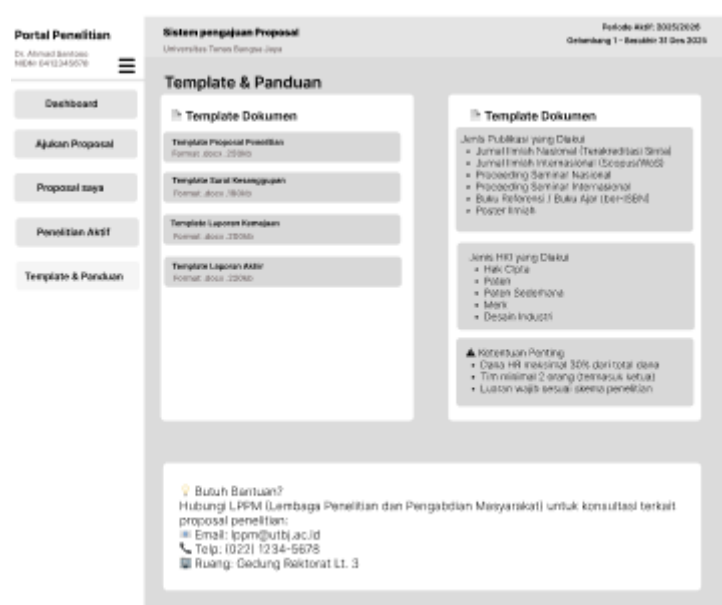 Portal Penelitian
Dr. Ahmad Santoso
NIDN: 0412345678
Dashboard
Ajukan Proposal
Proposal saya
Penelitian Aktif
Template & Panduan
Sistem pengajuan Proposal
Universitas Tunas Bangsa Jaya
Periode Aktif: 2025/2026
Gelombang 1 - Berakhir 31 Des 2025
Template & Panduan
Template Dokumen
Template Proposal Penelitian
Format: .docx
Template Surat Kesanggupan
Format: .docx
Template Laporan Kemajuan
Format: .docx
Template Laporan Akhir
Format: .docx
Template Dokumen
Jenis Publikasi yang Diakui
Jurnal Ilmiah Nasional (Terakreditasi Sinta)
Jurnal Ilmiah Internasional (Scopus/WoS)
Proceeding Seminar Nasional
Proceeding Seminar Internasional
Buku Referensi / Buku Ajar (ber-ISBN)
Poster Ilmiah
Jenis HKI yang Diakui
Hak Cipta
Paten
Paten Sederhana
Merk
Desain Industri
Ketentuan Penting
Dana HR maksimal 30% dari total dana
Tim minimal 2 orang (termasuk ketua)
Luaran wajib sesuai skema penelitian
Butuh Bantuan?
Hubungi LPPM (Lembaga Penelitian dan Pengabdian Masyarakat) untuk konsultasi terkait
proposal penelitian:
Email: lppm@utbj.ac.id
Telp: (022) 1234-5678
Ruang: Gedung Rektorat Lt. 3